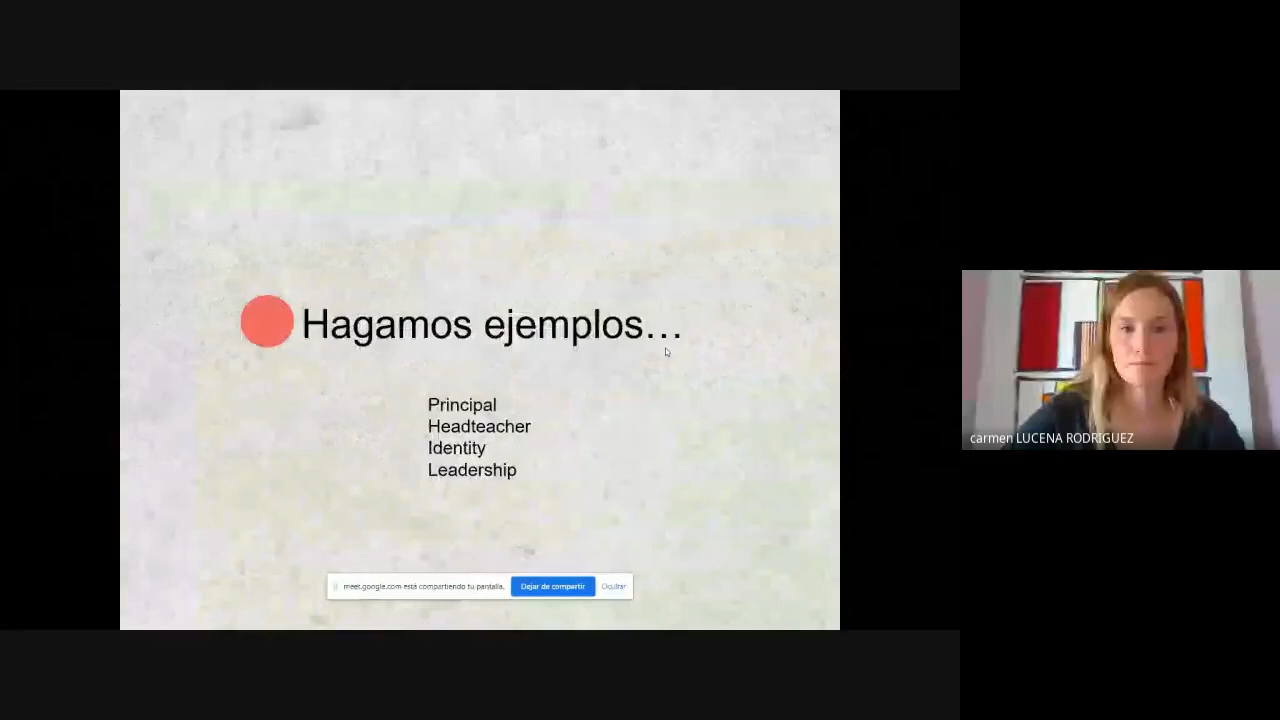 Hagamos ejemplos…
Principal
Headteacher
Identity
Leadership
meet.google.com está compartiendo tu pantalla.
Dejar de compartir
Ocultar
carmen LUCENA RODRIGUEZ